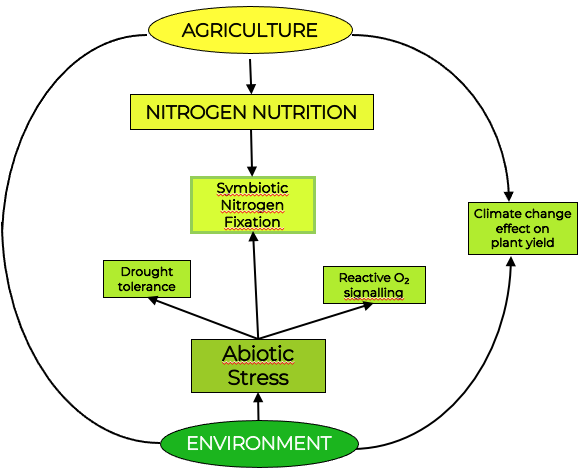 AGRICULTURE
NITROGEN NUTRITION
Symbiotic
Nitrogen
Fixation
Climate change
effect on
plant yield
Drought
tolerance
Reactive O₂
signalling
Abiotic
Stress
ENVIRONMENT